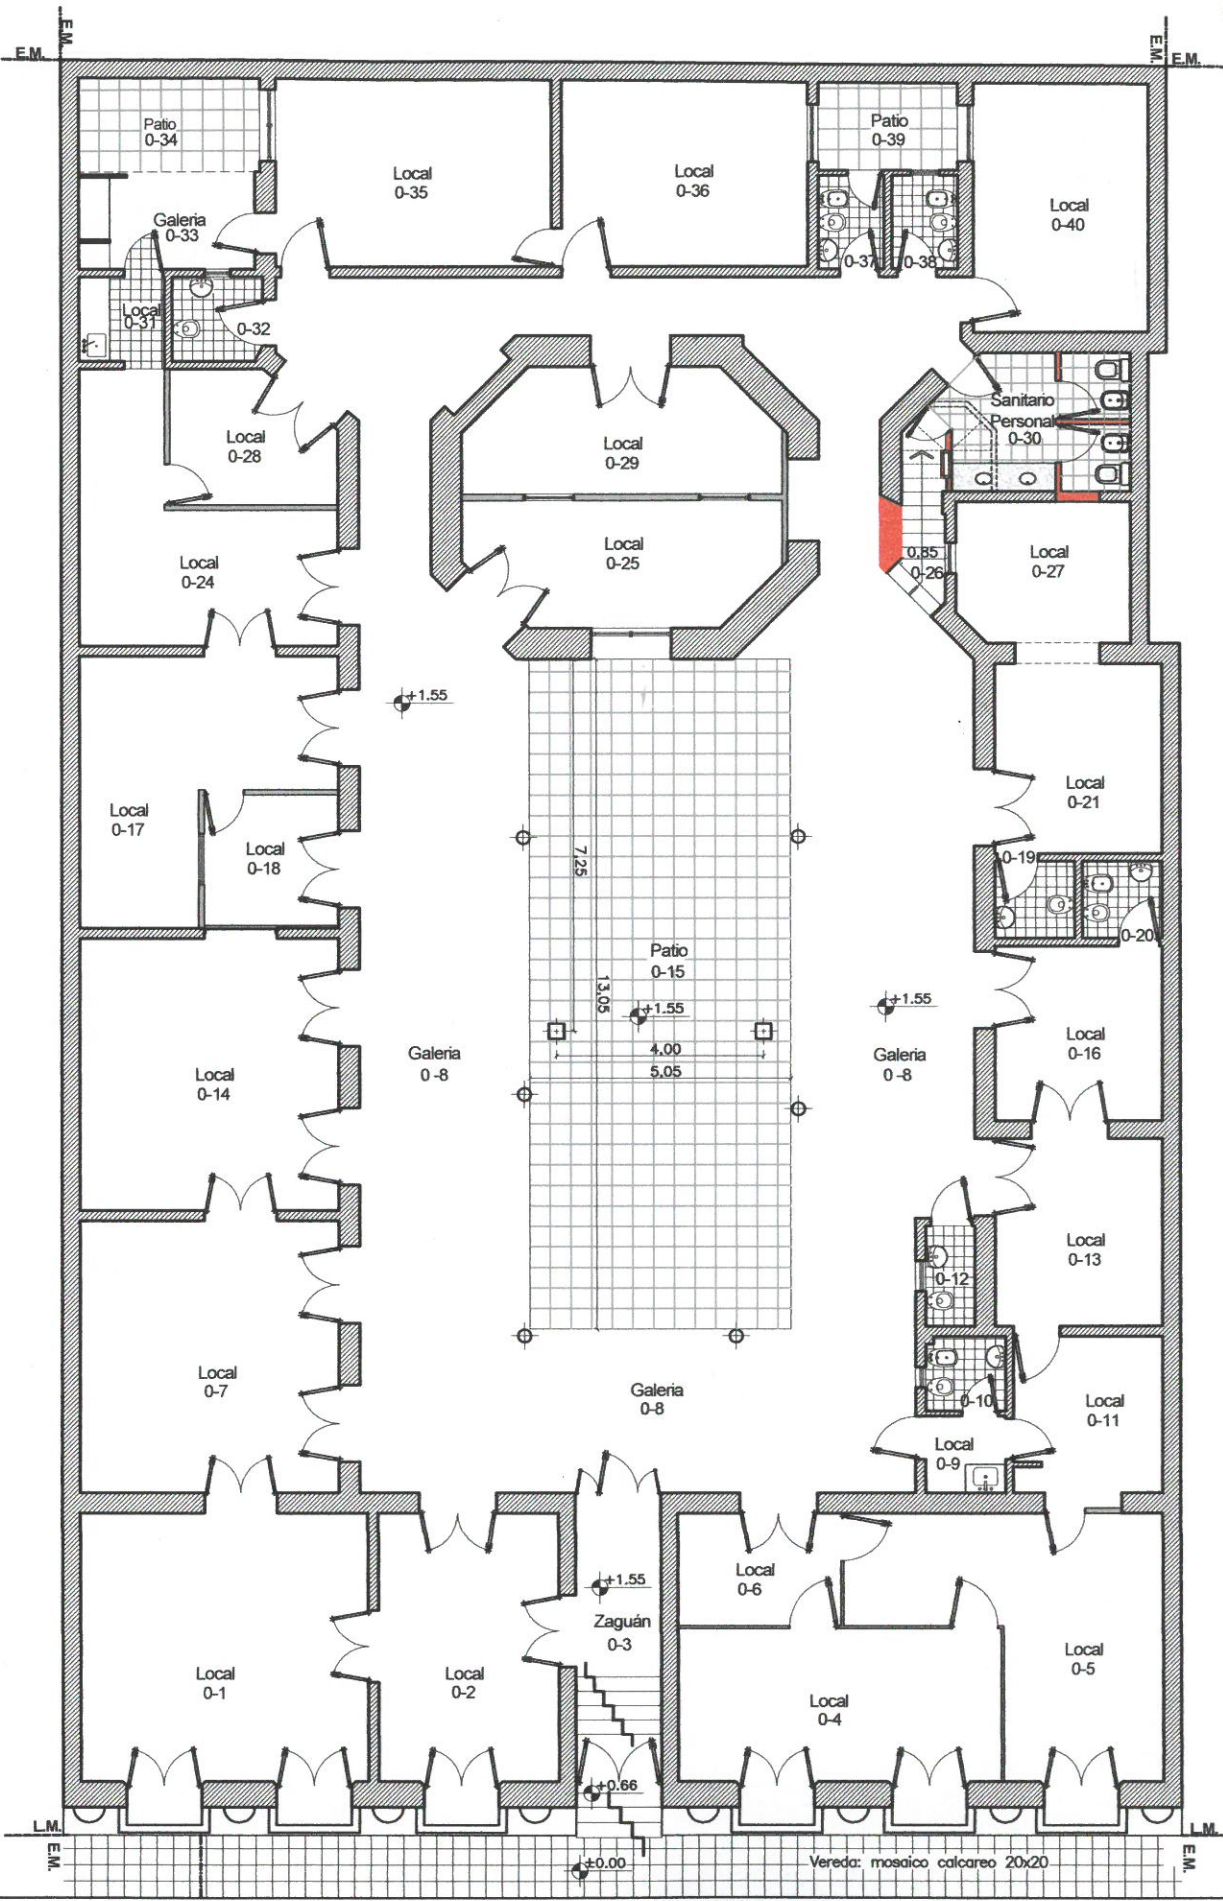 E.M.
E.M.
E.M.
E.M.
Patio
0-34
Local
0-35
Local
0-36
Patio
0-39
Local
0-40
Galeria
0-33
0-37
0-38
Local
0-31
0-32
Local
0-28
Local
0-29
Sanitario
Personal
0-30
Local
0-24
Local
0-25
0,85
0-26
Local
0-27
+1.55
Local
0-17
Local
0-18
7,25
Local
0-21
0-19
0-20
Patio
0-15
13,05
+1.55
+1.55
4.00
5,05
Galeria
0-8
Galeria
0-8
Local
0-16
Local
0-14
Local
0-13
0-12
Local
0-7
Galeria
0-8
0-10
Local
0-11
Local
0-9
Local
0-6
+1.55
Zaguán
0-3
Local
0-1
Local
0-2
Local
0-4
Local
0-5
+0.66
L.M.
L.M.
E.M.
E.M.
±0.00
Vereda: mosaico calcareo 20x20